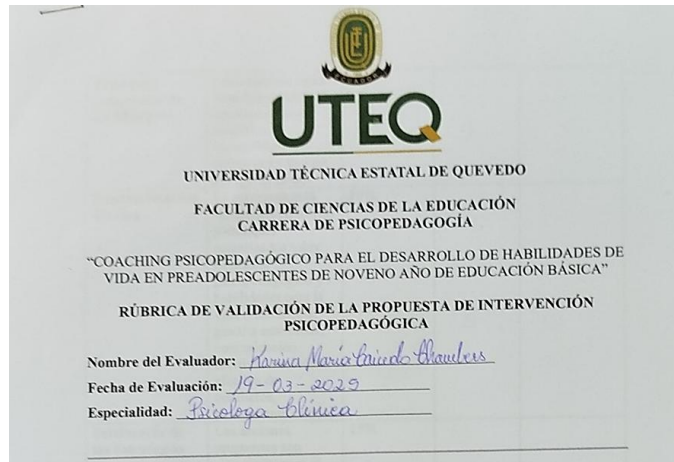 ECUADOR
UTEQ
UNIVERSIDAD TÉCNICA ESTATAL DE QUEVEDO
FACULTAD DE CIENCIAS DE LA EDUCACIÓN
CARRERA DE PSICOPEDAGOGÍA
“COACHING PSICOPEDAGÓGICO PARA EL DESARROLLO DE HABILIDADES DE
VIDA EN PREADOLESCENTES DE NOVENO AÑO DE EDUCACIÓN BÁSICA”
RÚBRICA DE VALIDACIÓN DE LA PROPUESTA DE INTERVENCIÓN
PSICOPEDAGÓGICA
Nombre del Evaluador: Karina María Caicedo Chambers
Fecha de Evaluación: 19-03-2025
Especialidad: Psicologa Clínica